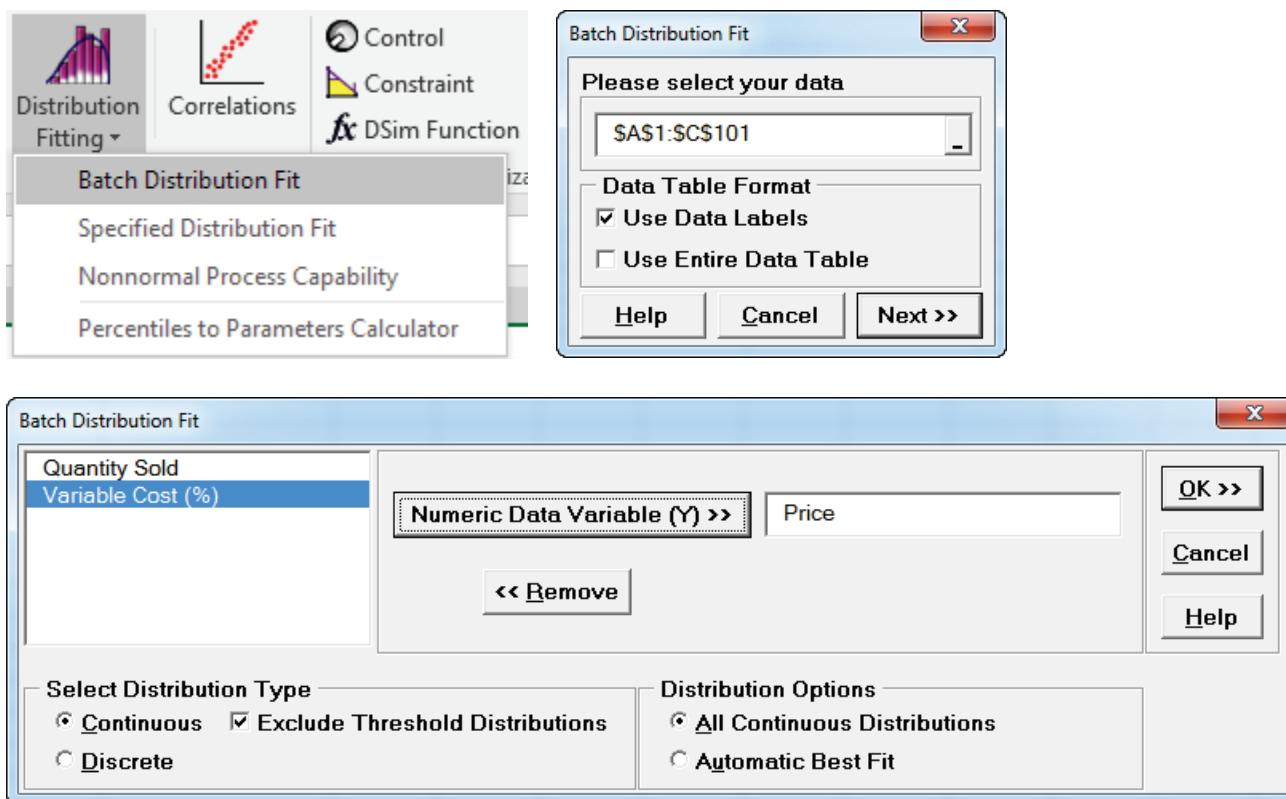 Distribution
Fitting
Correlations
Control
Constraint
fx DSim Function
Batch Distribution Fit
Specified Distribution Fit
Nonnormal Process Capability
Percentiles to Parameters Calculator
iza
Batch Distribution Fit
Please select your data
$A$1:$C$101
Data Table Format
Use Data Labels
Use Entire Data Table
Help Cancel Next >>
Batch Distribution Fit
Quantity Sold
Variable Cost (%)
Numeric Data Variable (Y) >> Price
<< Remove
OK >>
Cancel
Help
Select Distribution Type
Continuous Exclude Threshold Distributions
Discrete
Distribution Options
All Continuous Distributions
Automatic Best Fit